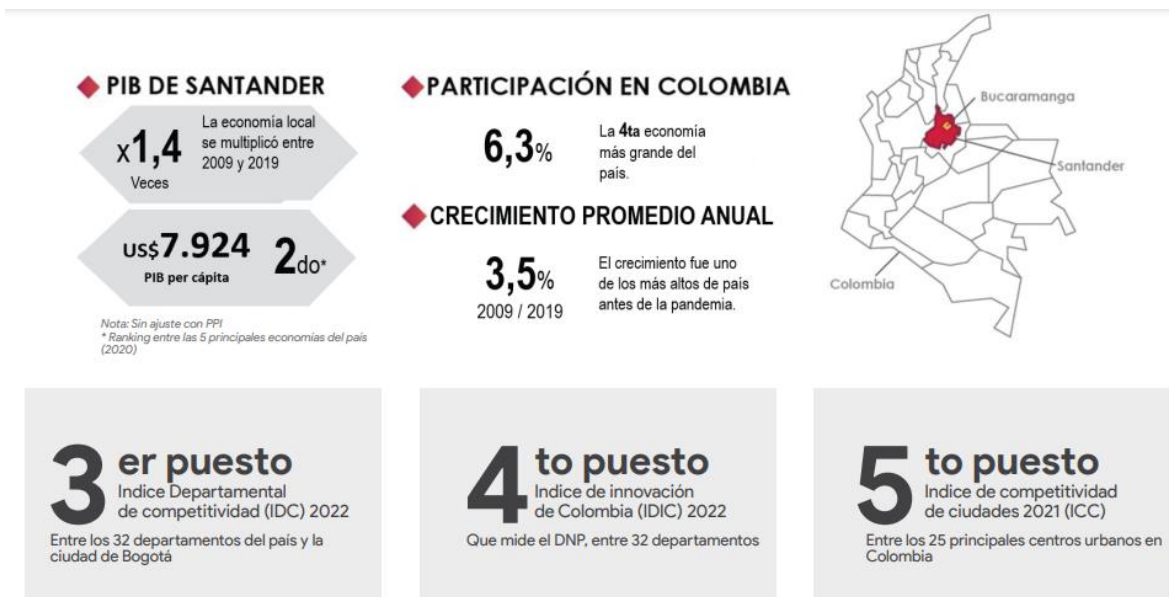 PIB DE SANTANDER
x1,4
Veces
La economía local
se multiplicó entre
2009 y 2019
US$7.924
PIB per cápita
2do*
Nota: Sin ajuste con PPI
* Ranking entre las 5 principales economías del país
(2020)
PARTICIPACIÓN EN COLOMBIA
6,3%
La 4ta economía
más grande del
país.
CRECIMIENTO PROMEDIO ANUAL
3,5%
2009 / 2019
El crecimiento fue uno
de los más altos de país
antes de la pandemia.
Bucaramanga
Santander
Colombia
3er puesto
Indice Departamental
de competitividad (IDC) 2022
Entre los 32 departamentos del país y la
ciudad de Bogotá
4to puesto
Indice de innovación
de Colombia (IDIC) 2022
Que mide el DNP, entre 32 departamentos
5to puesto
Indice de competitividad
de ciudades 2021 (ICC)
Entre los 25 principales centros urbanos en
Colombia